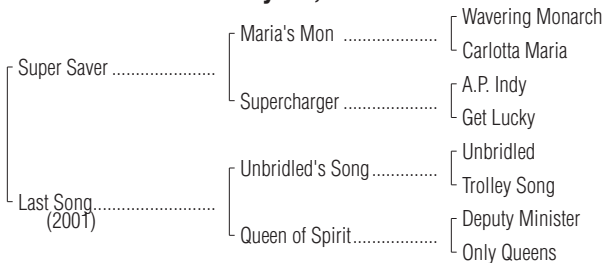 Wavering Monarch
Maria's Mon ..................
Carlotta Maria
Super Saver ......................
A.P. Indy
Supercharger ....................
Get Lucky
Unbridled
Unbridled's Song..............
Trolley Song
Last Song..........................
(2001)
Deputy Minister
Queen of Spirit..................
Only Queens